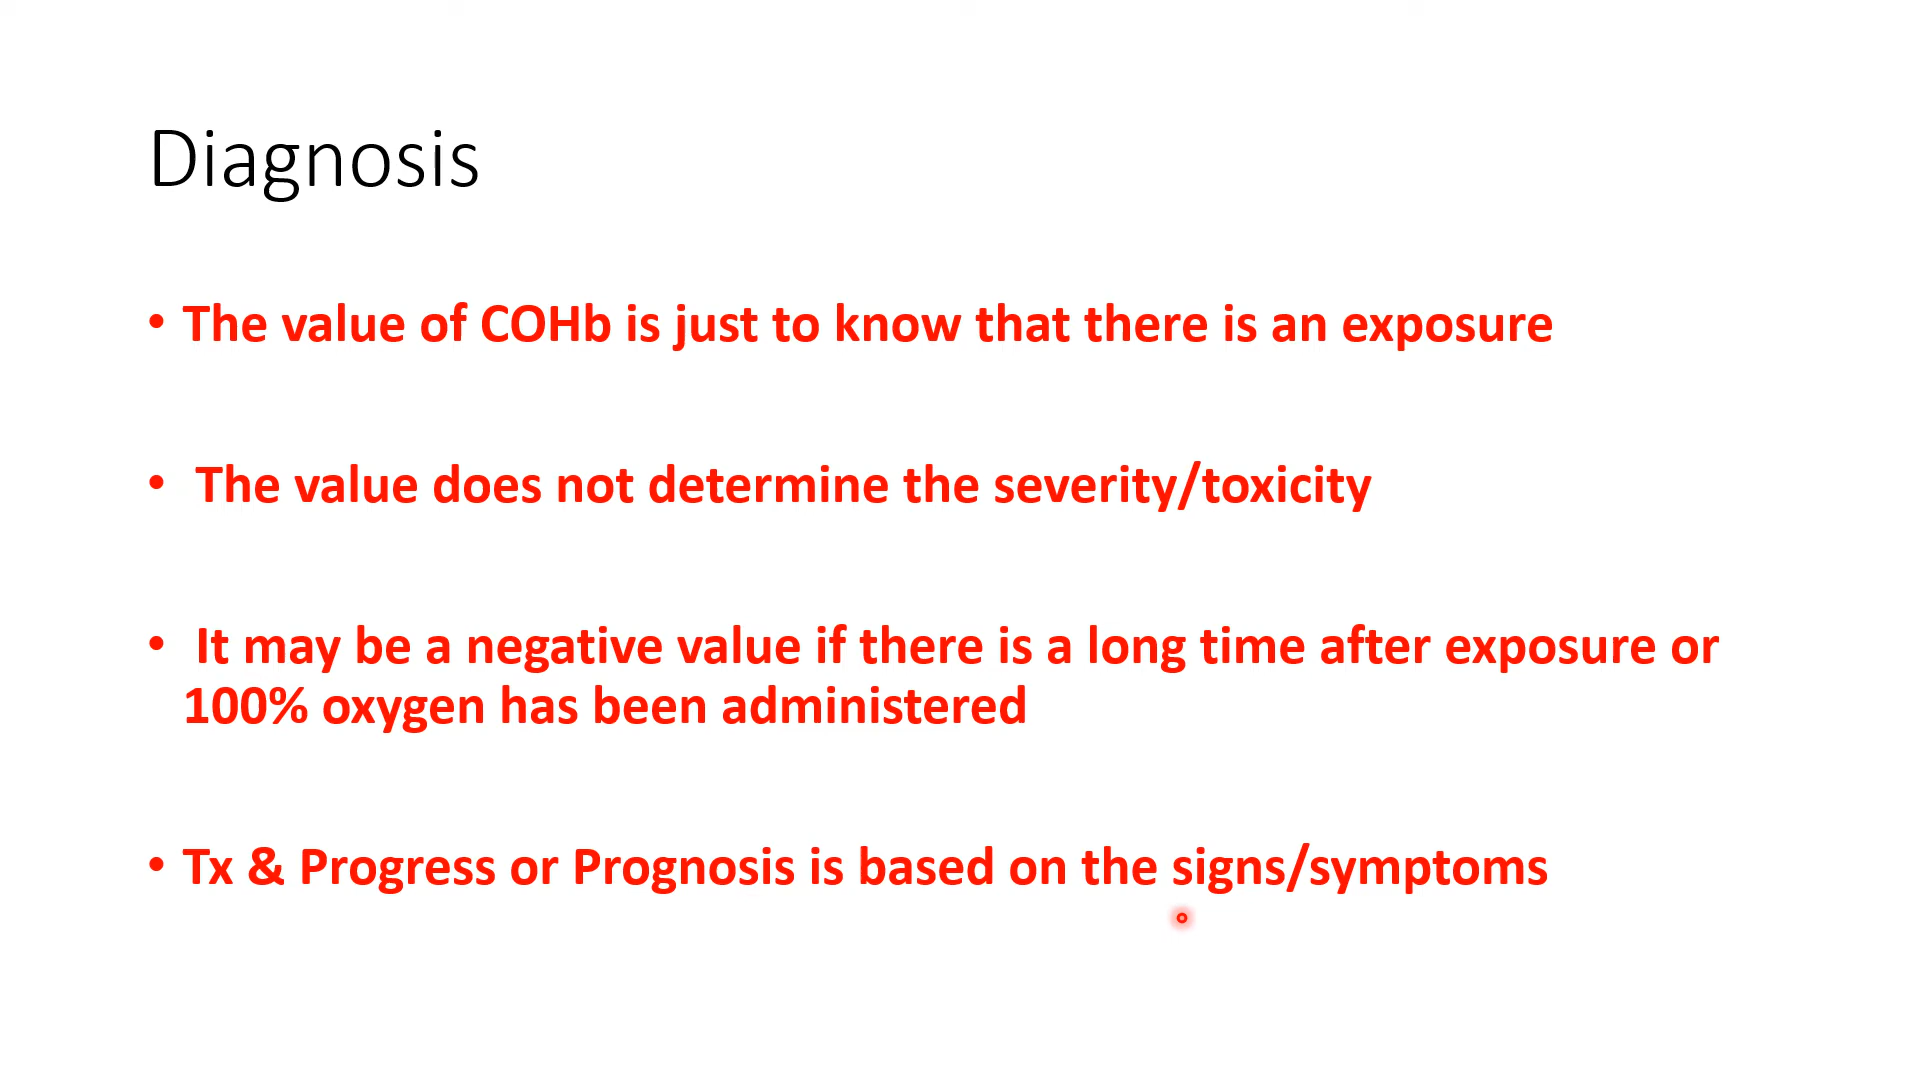 Diagnosis
• The value of COHb is just to know that there is an exposure
• The value does not determine the severity/toxicity
• It may be a negative value if there is a long time after exposure or
100% oxygen has been administered
• Tx & Progress or Prognosis is based on the signs/symptoms